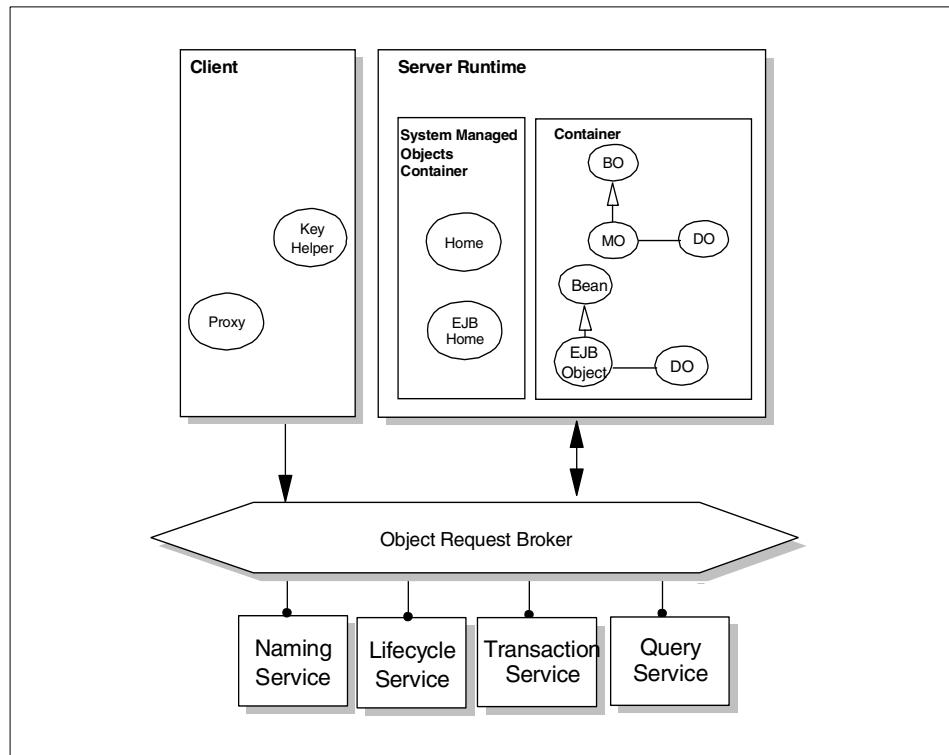 Client
Key
Helper
Proxy
Server Runtime
System Managed
Objects
Container
Home
EJB
Home
Container
BO
MO
DO
Bean
EJB
Object
DO
Object Request Broker
Naming
Service
Lifecycle
Service
Transaction
Service
Query
Service